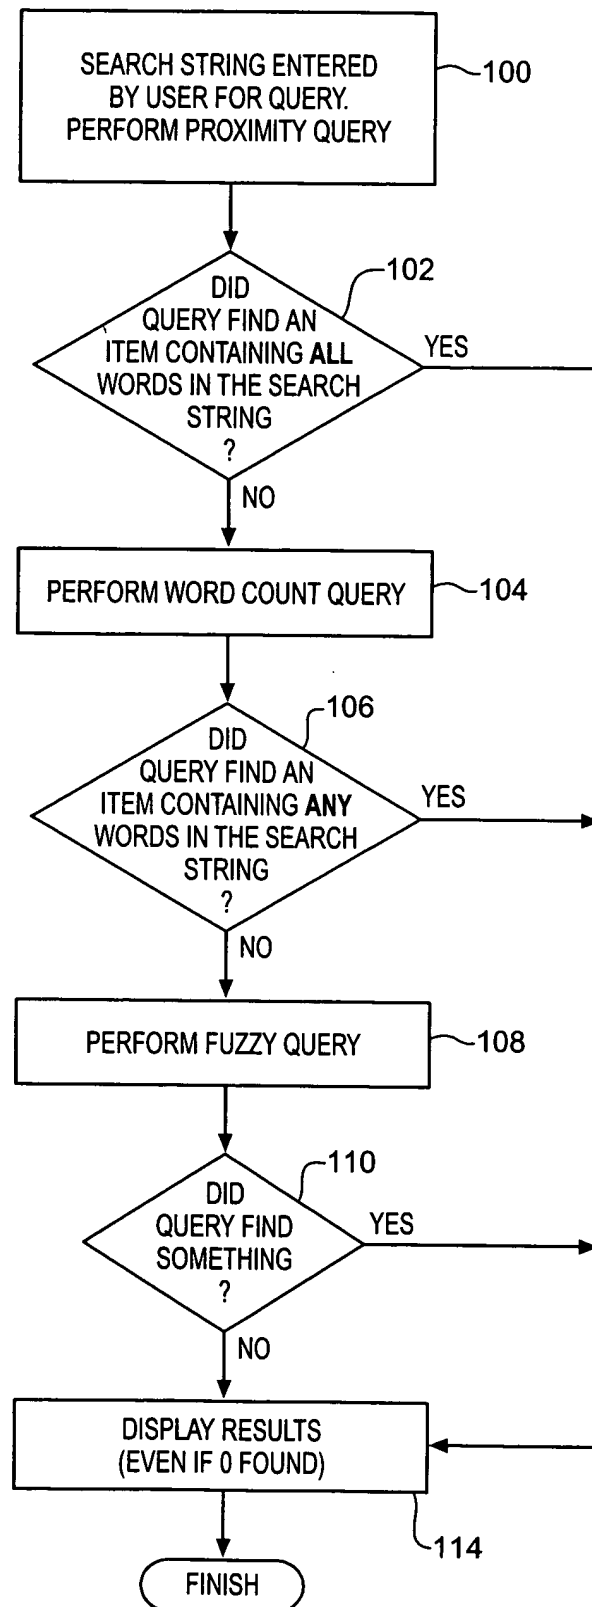 SEARCH STRING ENTERED
BY USER FOR QUERY.
PERFORM PROXIMITY QUERY
100
102
DID
QUERY FIND AN
ITEM CONTAINING ALL
WORDS IN THE SEARCH
STRING
?
YES
NO
PERFORM WORD COUNT QUERY
104
106
DID
QUERY FIND AN
ITEM CONTAINING ANY
WORDS IN THE SEARCH
STRING
?
YES
NO
PERFORM FUZZY QUERY
108
110
DID
QUERY FIND
SOMETHING
?
YES
NO
DISPLAY RESULTS
(EVEN IF 0 FOUND)
114
FINISH